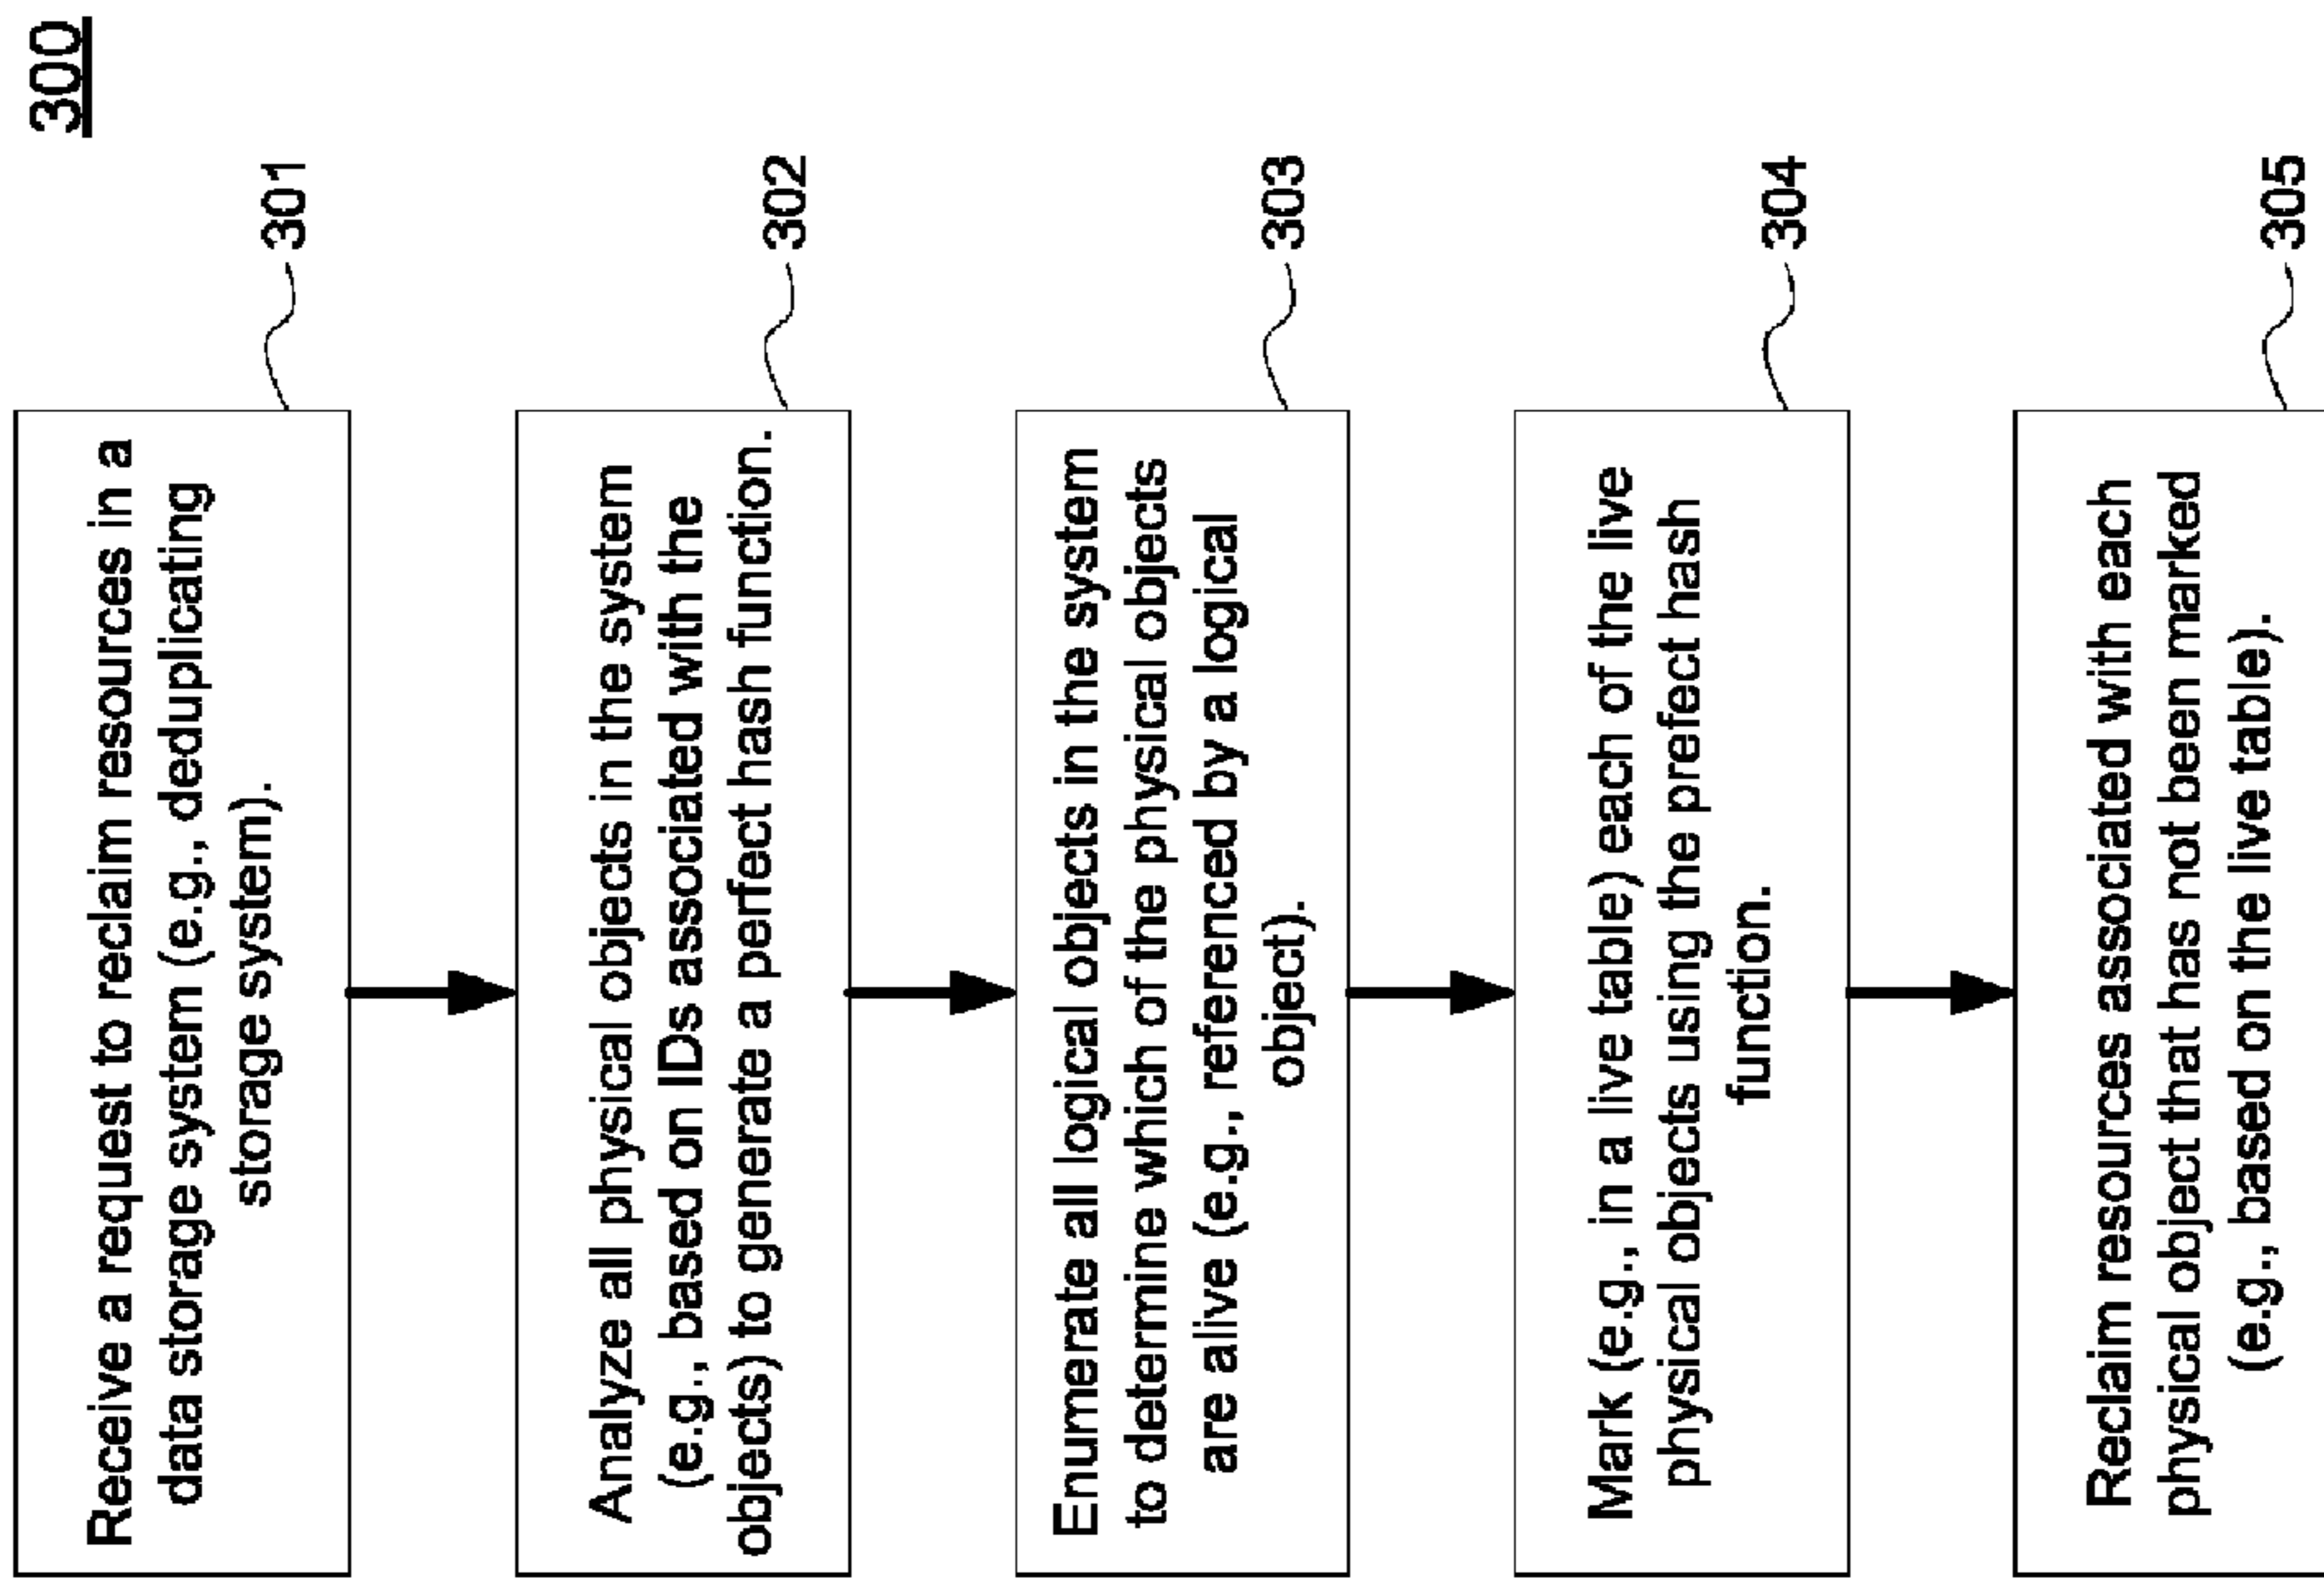 300
Receive a request to reclaim resources in a
data storage system (e.g., deduplicating
storage system).
301
Analyze all physical objects in the system
(e.g., based on IDs associated with the
objects) to generate a perfect hash function.
302
Enumerate all logical objects in the system
to determine which of the physical objects
are alive (e.g., referenced by a logical
object).
303
Mark (e.g., in a live table) each of the live
physical objects using the prefect hash
function.
304
Reclaim resources associated with each
physical object that has not been marked
(e.g., based on the live table).
305